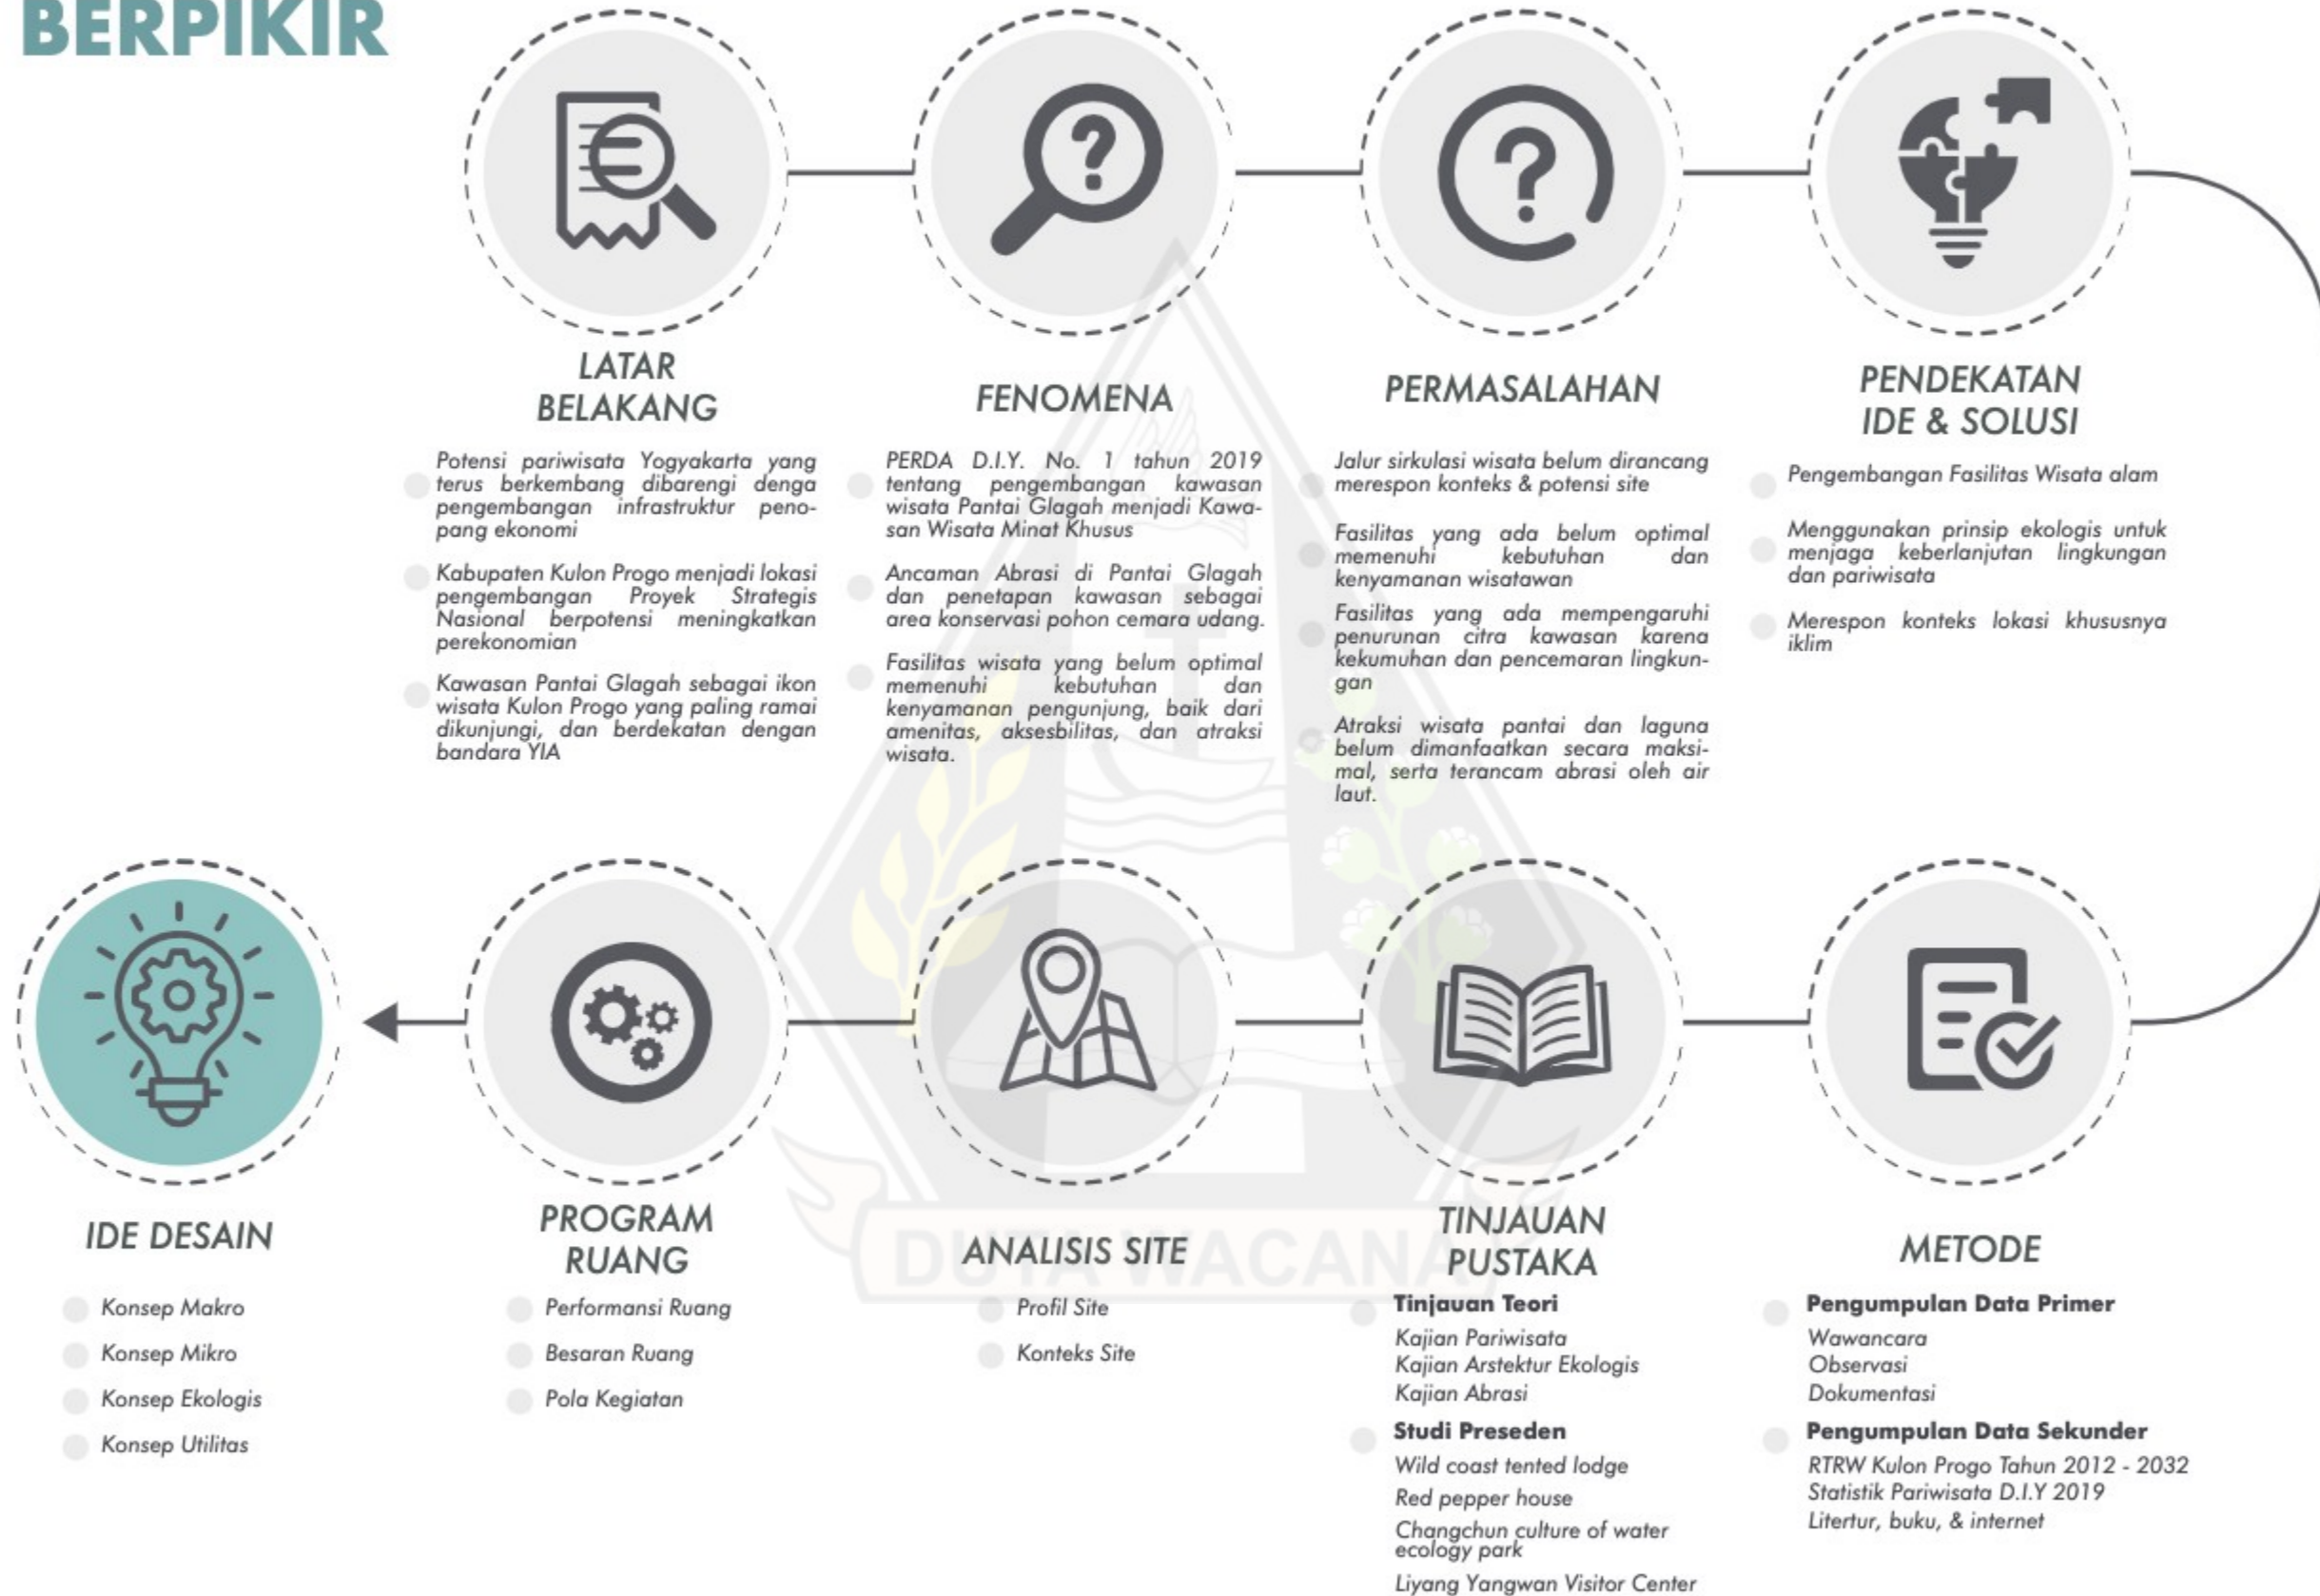 BERPIKIR
LATAR
BELAKANG
Potensi pariwisata Yogyakarta yang
terus berkembang dibarengi denga
pengembangan infrastruktur peno-
pang ekonomi
Kabupaten Kulon Progo menjadi lokasi
pengembangan Proyek Strategis
Nasional berpotensi meningkatkan
perekonomian
Kawasan Pantai Glagah sebagai ikon
wisata Kulon Progo yang paling ramai
dikunjungi, dan berdekatan dengan
bandara YIA
FENOMENA
PERDA D.I.Y. No. 1 tahun 2019
tentang pengembangan kawasan
wisata Pantai Glagah menjadi Kawa-
san Wisata Minat Khusus
Ancaman Abrasi di Pantai Glagah
dan penetapan kawasan sebagai
area konservasi pohon cemara udang.
Fasilitas wisata yang belum optimal
memenuhi kebutuhan dan
kenyamanan pengunjung, baik dari
amenitas, aksesbilitas, dan atraksi
wisata.
PERMASALAHAN
Jalur sirkulasi wisata belum dirancang
merespon konteks & potensi site
Fasilitas yang ada belum optimal
memenuhi kebutuhan dan
kenyamanan wisatawan
Fasilitas yang ada mempengaruhi
penurunan citra kawasan karena
kekumuhan dan pencemaran lingkun-
gan
Atraksi wisata pantai dan laguna
belum dimanfaatkan secara maksi-
mal, serta terancam abrasi oleh air
laut.
PENDEKATAN
IDE & SOLUSI
Pengembangan Fasilitas Wisata alam
Menggunakan prinsip ekologis untuk
menjaga keberlanjutan lingkungan
dan pariwisata
Merespon konteks lokasi khususnya
iklim
IDE DESAIN
Konsep Makro
Konsep Mikro
Konsep Ekologis
Konsep Utilitas
PROGRAM
RUANG
Performansi Ruang
Besaran Ruang
Pola Kegiatan
ANALISIS SITE
Profil Site
Konteks Site
TINJAUAN
PUSTAKA
Tinjauan Teori
Kajian Pariwisata
Kajian Arstektur Ekologis
Kajian Abrasi
Studi Preseden
Wild coast tented lodge
Red pepper house
Changchun culture of water
ecology park
Liyang Yangwan Visitor Center
METODE
Pengumpulan Data Primer
Wawancara
Observasi
Dokumentasi
Pengumpulan Data Sekunder
RTRW Kulon Progo Tahun 2012 - 2032
Statistik Pariwisata D.I.Y 2019
Litertur, buku, & internet
DUTA WACANA